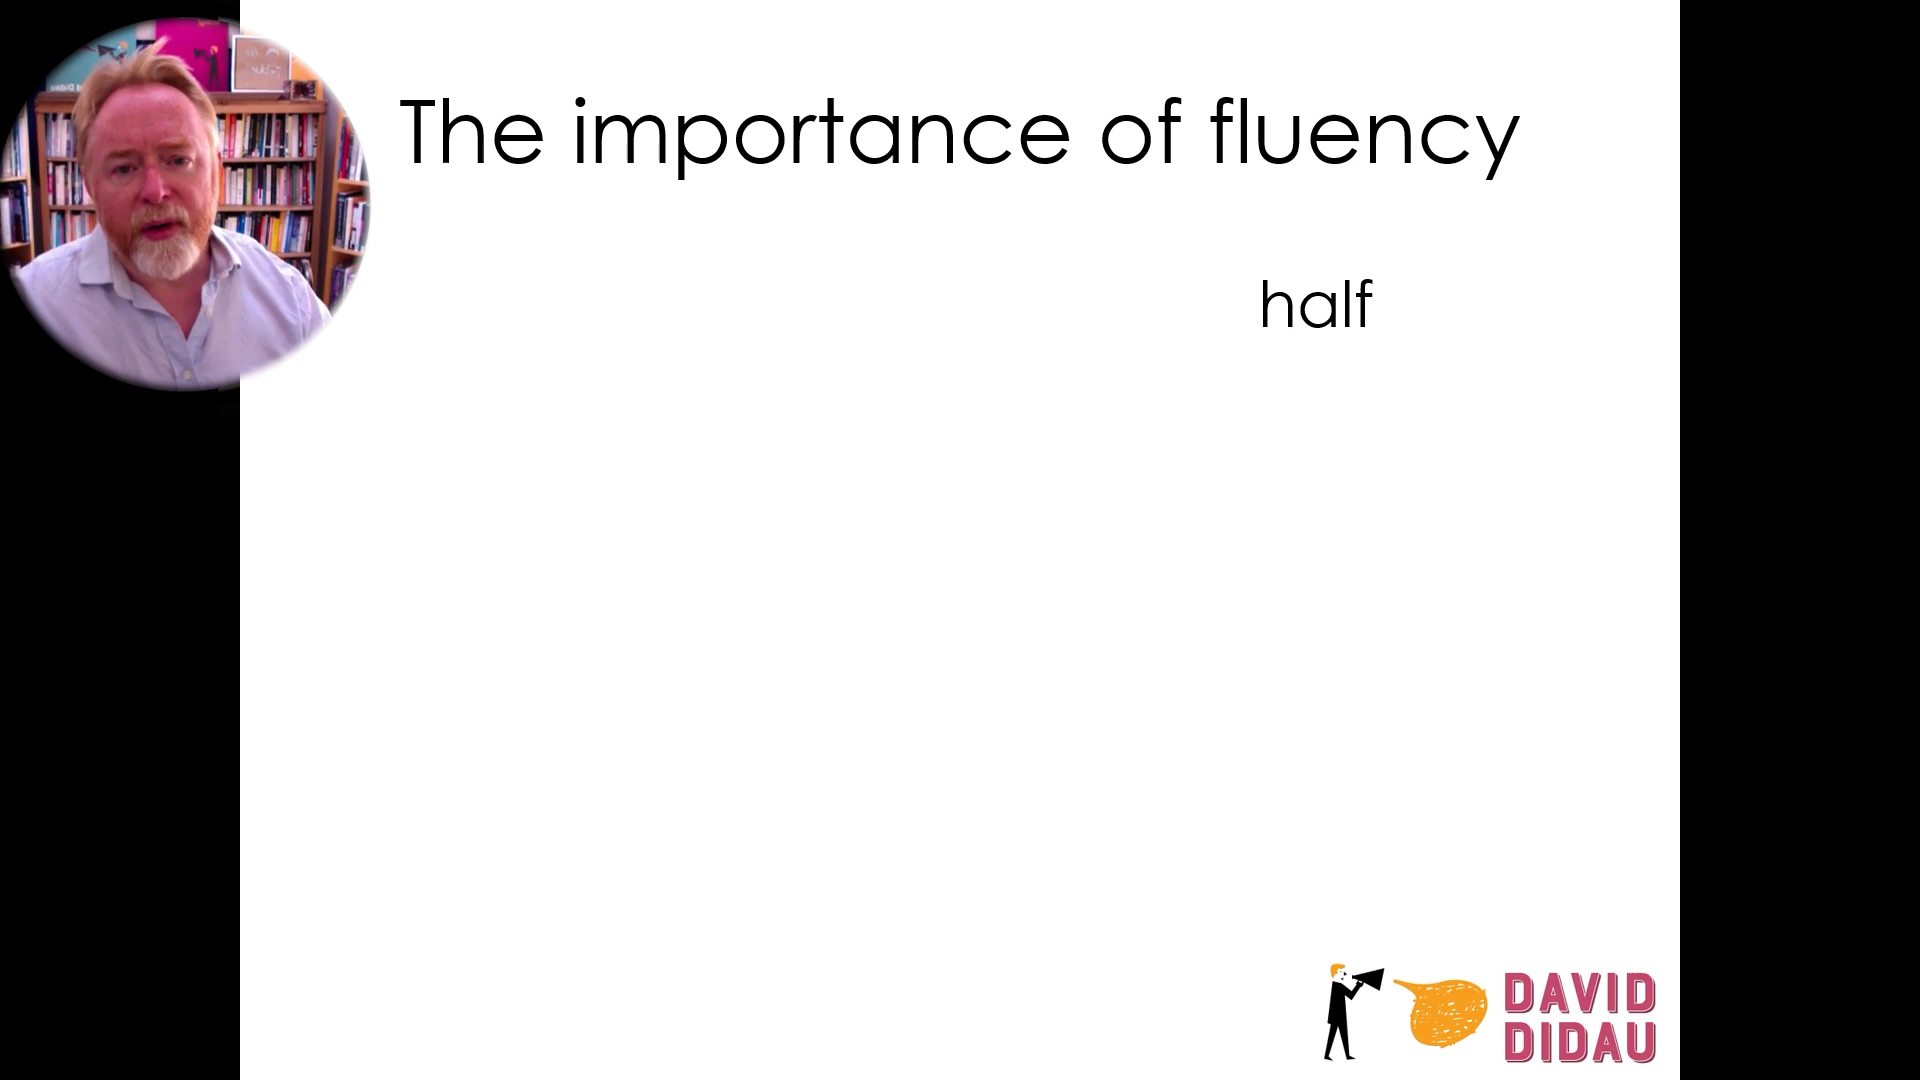 The importance of fluency
half
DAVID
DIDAU